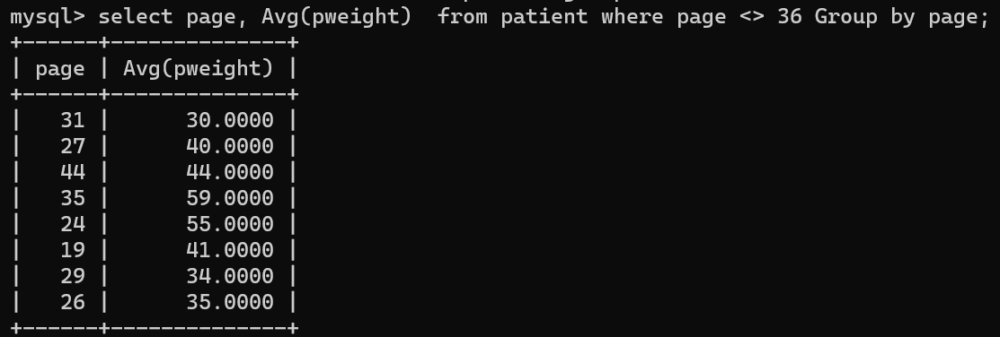 mysql> select page, Avg(pweight)  from patient where page <> 36 Group by page;
+------+--------------+
| page | Avg(pweight) |
+------+--------------+
|   31 |      30.0000 |
|   27 |      40.0000 |
|   44 |      44.0000 |
|   35 |      59.0000 |
|   24 |      55.0000 |
|   19 |      41.0000 |
|   29 |      34.0000 |
|   26 |      35.0000 |
+------+--------------+